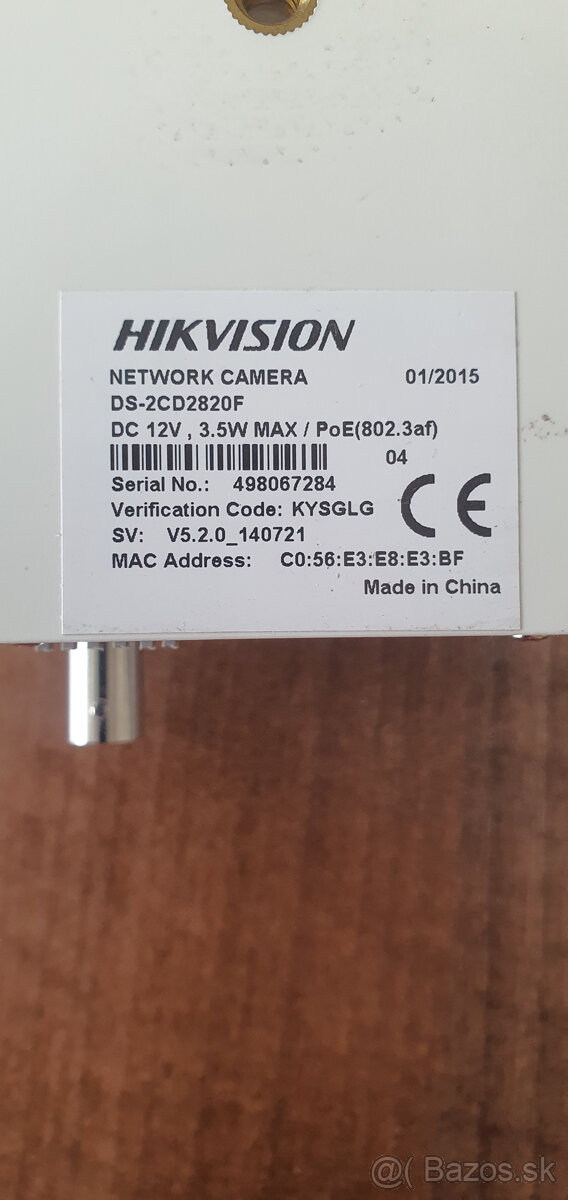 HIKVISION
NETWORK CAMERA 01/2015
DS-2CD2820F
DC 12V , 3.5W MAX / PoE(802.3af)
04
Serial No.: 498067284
Verification Code: KYSGLG
SV: V5.2.0_140721
MAC Address: C0:56:E3:E8:E3:BF
CE
Made in China
@( Bazos.sk